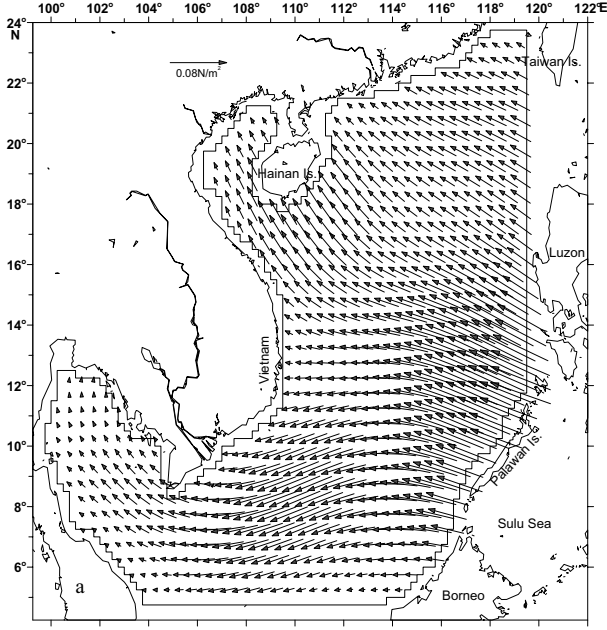 100° 102° 104° 106° 108° 110° 112° 114° 116° 118° 120° 122°E
24°
N
22°
20°
18°
16°
14°
12°
10°
8°
6°
0.08N/m²
Taiwan Is.
Hainan Is.
Luzon
Vietnam
Palawan Is.
Sulu Sea
Borneo
a